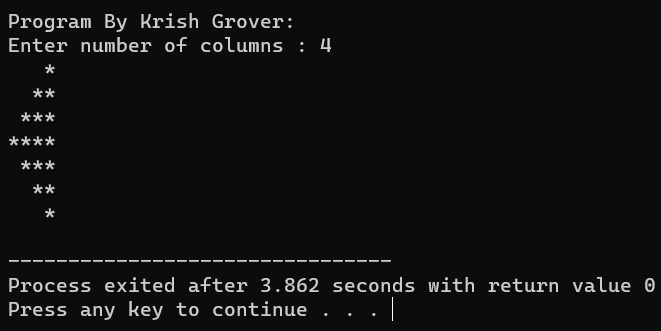 Program By Krish Grover:
Enter number of columns : 4
   *
  **
 ***
****
 ***
  **
   *

--------------------------------
Process exited after 3.862 seconds with return value 0
Press any key to continue . . .